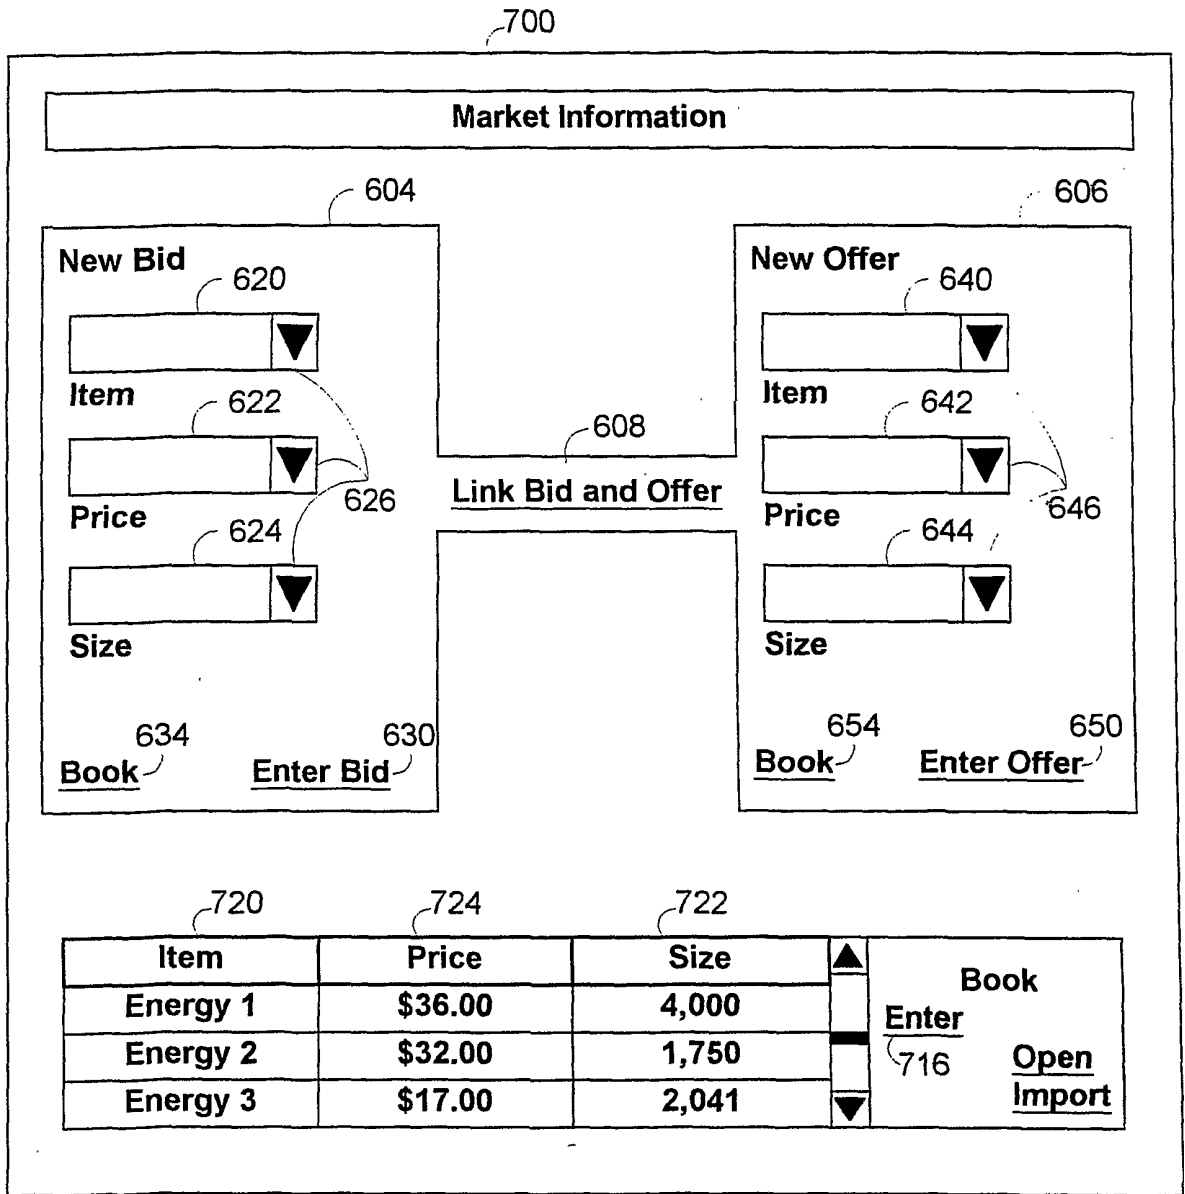 700
Market Information
604
606
New Bid
New Offer
620
640
Item
Item
622
642
608
Link Bid and Offer
626
646
Price
Price
624
644
Size
Size
634
630
654
650
Book
Enter Bid
Book
Enter Offer
720
724
722
Item Price Size
Energy 1 $36.00 4,000
Energy 2 $32.00 1,750
Energy 3 $17.00 2,041
Book
Enter
716
Open
Import